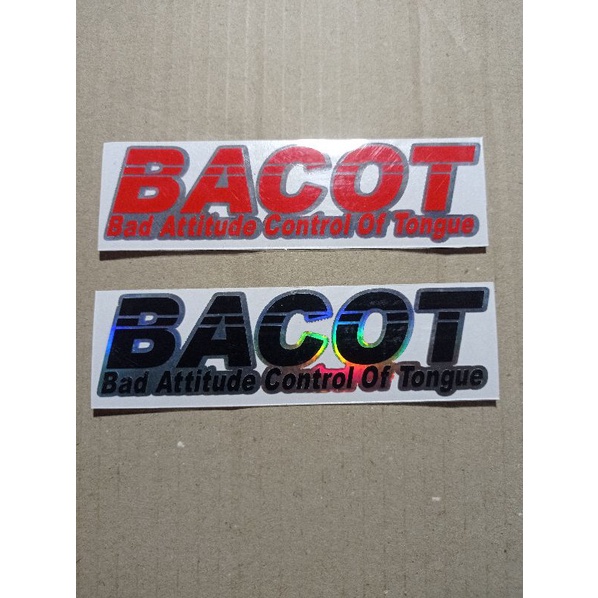 BACOT
Bad Attitude Control Of Tongue
BACOT
Bad Attitude Control Of Tongue